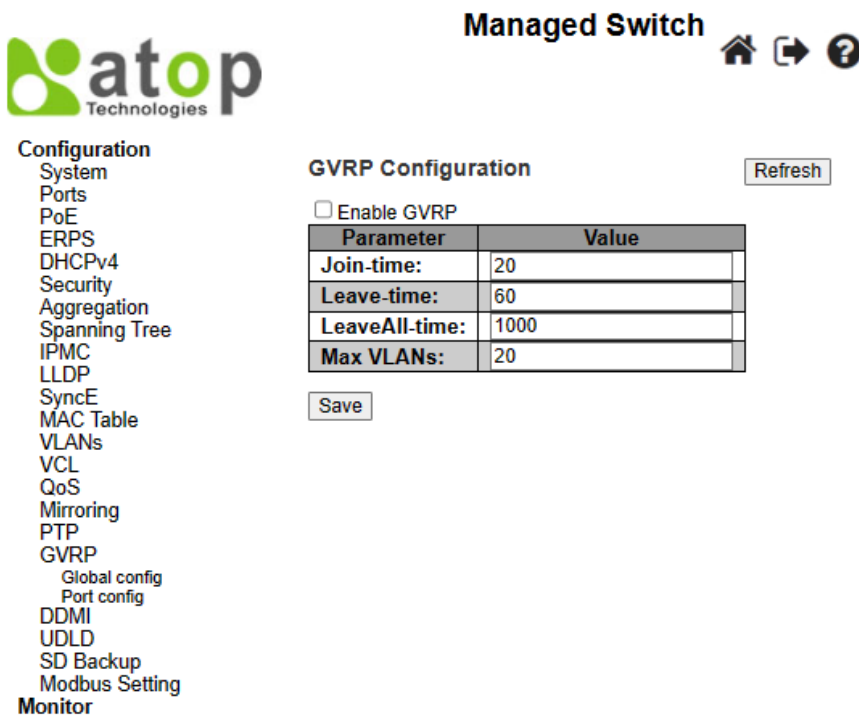 Managed Switch
atop
Technologies
Configuration
System
Ports
PoE
ERPS
DHCPv4
Security
Aggregation
Spanning Tree
IPMC
LLDP
SyncE
MAC Table
VLANs
VCL
QoS
Mirroring
PTP
GVRP
Global config
Port config
DDMI
UDLD
SD Backup
Modbus Setting
Monitor
GVRP Configuration
Refresh
Enable GVRP
Parameter Value
Join-time: 20
Leave-time: 60
LeaveAll-time: 1000
Max VLANs: 20
Save